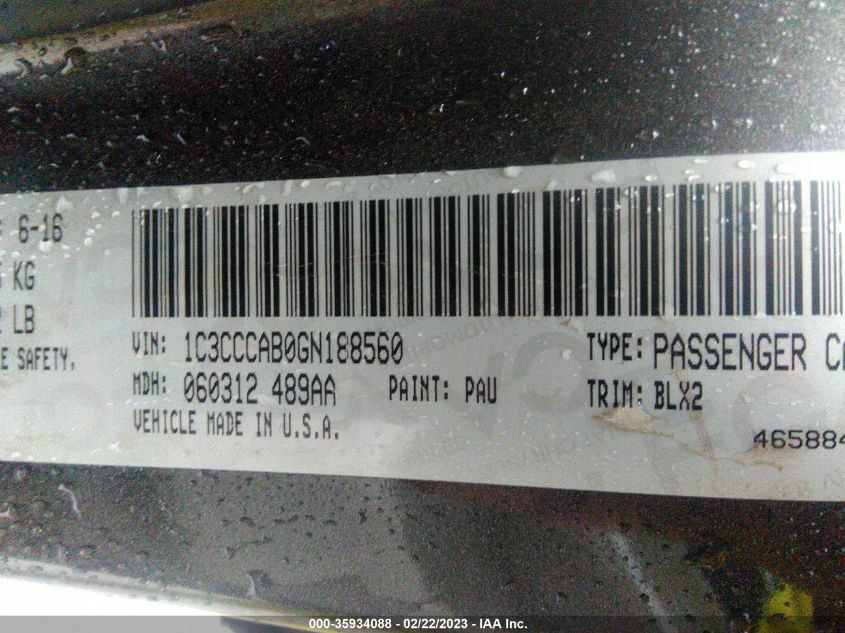 6-16
KG
LB
SAFETY,
VIN: 1C3CCCAB0GN188560
TYPE: PASSENGER
MDH: 060312 489AA PAINT: PAU
TRIM: BLX2
VEHICLE MADE IN U.S.A.
465884
000-35934088 - 02/22/2023 - IAA Inc.